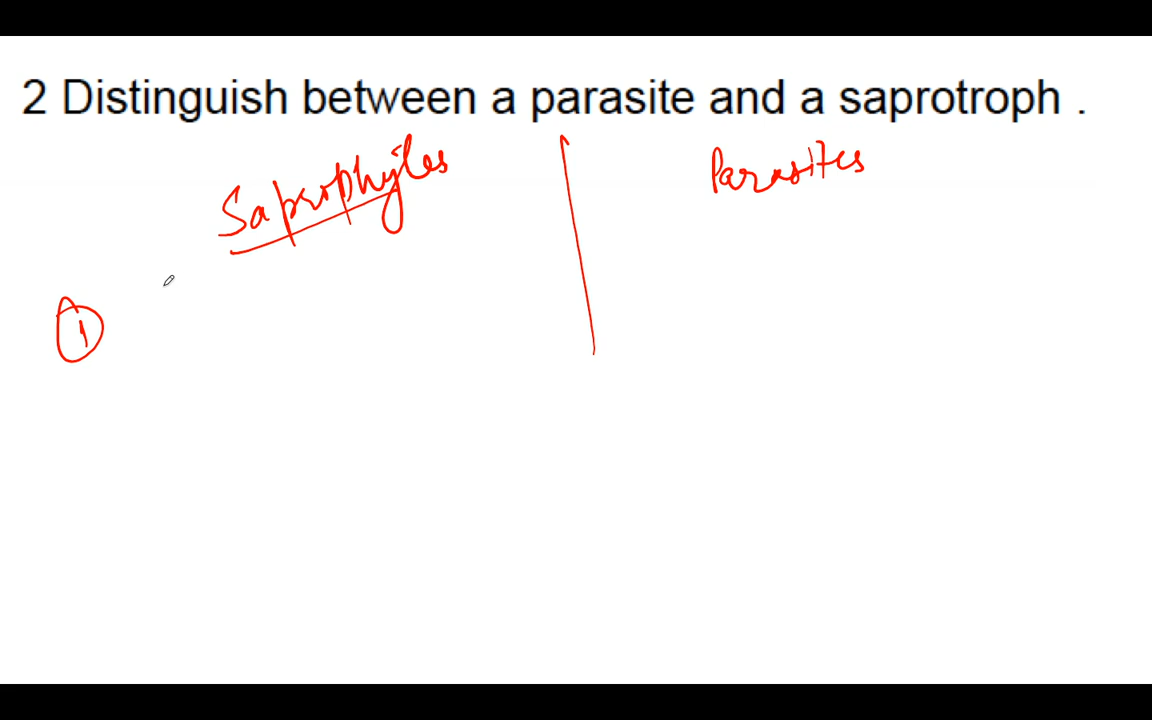 2 Distinguish between a parasite and a saprotroph .
Saprophytes
Parasites
1